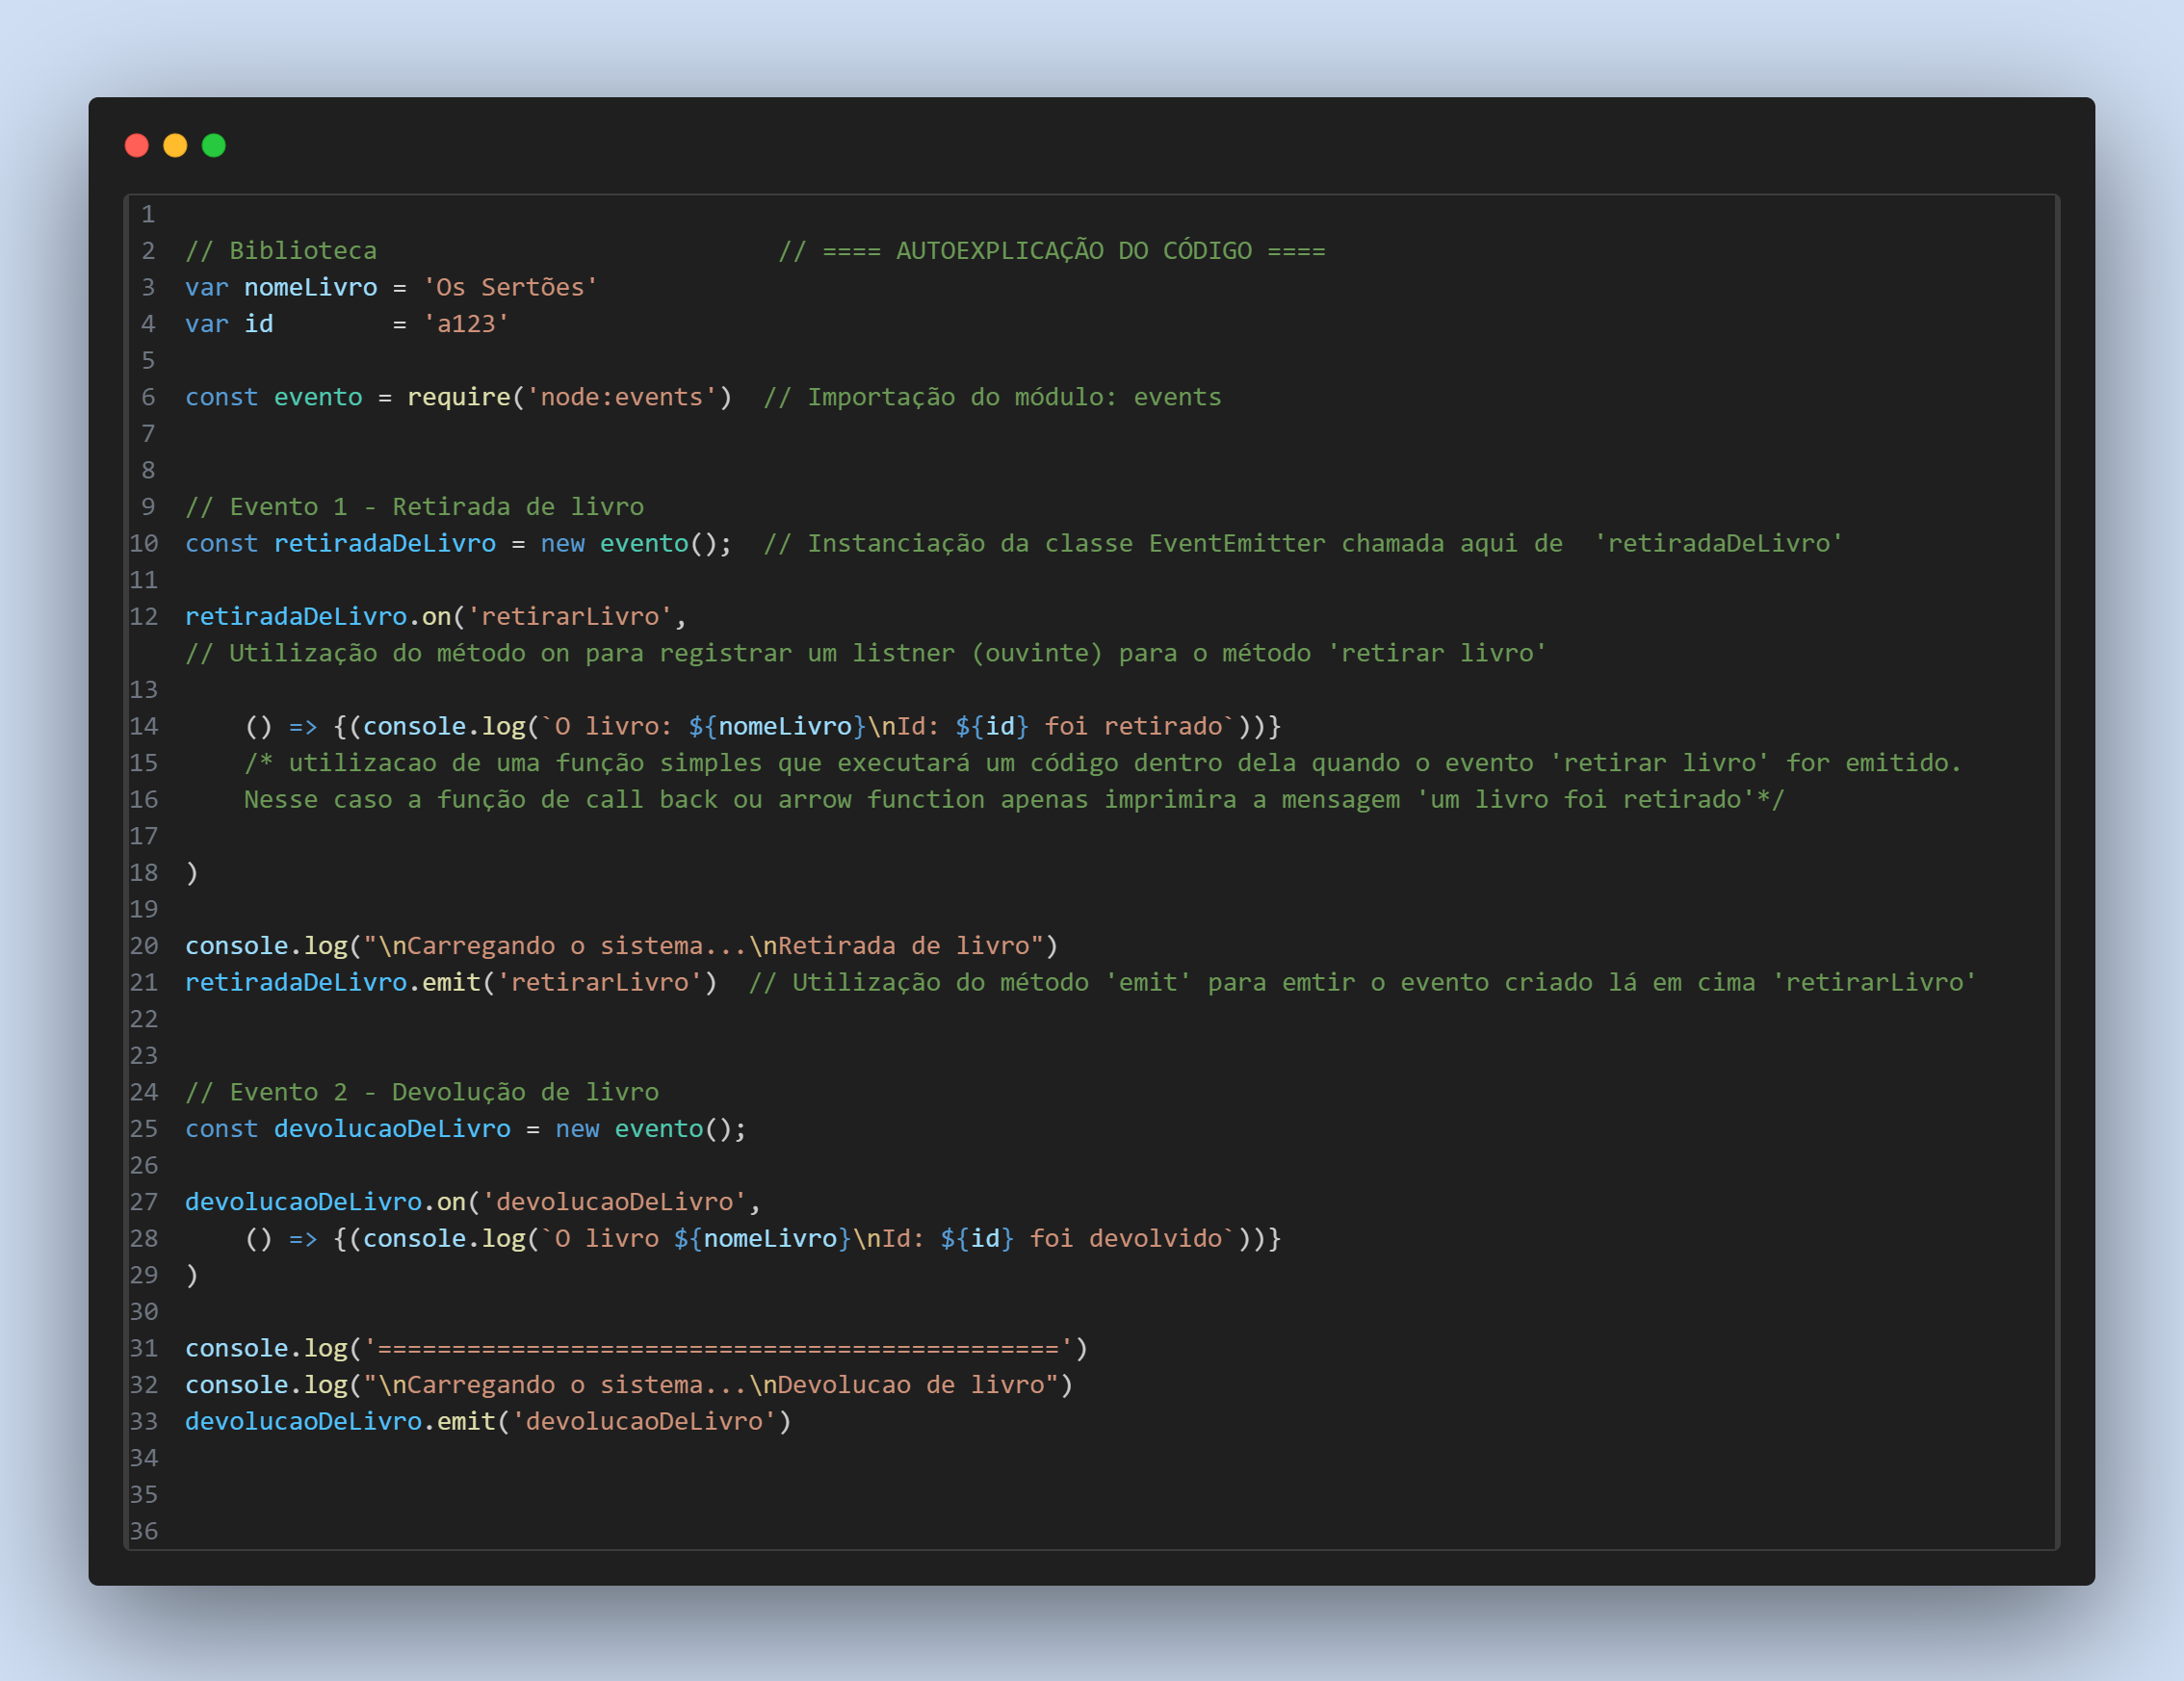 1
2 // Biblioteca                           // ==== AUTOEXPLICAÇÃO DO CÓDIGO ====
3 var nomeLivro = 'Os Sertões'
4 var id        = 'a123'
5
6 const evento = require('node:events')  // Importação do módulo: events
7
8
9 // Evento 1 - Retirada de livro
10 const retiradaDeLivro = new evento();  // Instanciação da classe EventEmitter chamada aqui de  'retiradaDeLivro'
11
12 retiradaDeLivro.on('retirarLivro',
// Utilização do método on para registrar um listner (ouvinte) para o método 'retirar livro'
13
14     () => {(console.log(`O livro: ${nomeLivro}\nId: ${id} foi retirado`))}
15     /* utilizacao de uma função simples que executará um código dentro dela quando o evento 'retirar livro' for emitido.
16     Nesse caso a função de call back ou arrow function apenas imprimira a mensagem 'um livro foi retirado'*/
17
18 )
19
20 console.log("\nCarregando o sistema...\nRetirada de livro")
21 retiradaDeLivro.emit('retirarLivro')  // Utilização do método 'emit' para emtir o evento criado lá em cima 'retirarLivro'
22
23
24 // Evento 2 - Devolução de livro
25 const devolucaoDeLivro = new evento();
26
27 devolucaoDeLivro.on('devolucaoDeLivro',
28     () => {(console.log(`O livro ${nomeLivro}\nId: ${id} foi devolvido`))}
29 )
30
31 console.log('==============================================')
32 console.log("\nCarregando o sistema...\nDevolucao de livro")
33 devolucaoDeLivro.emit('devolucaoDeLivro')
34
35
36